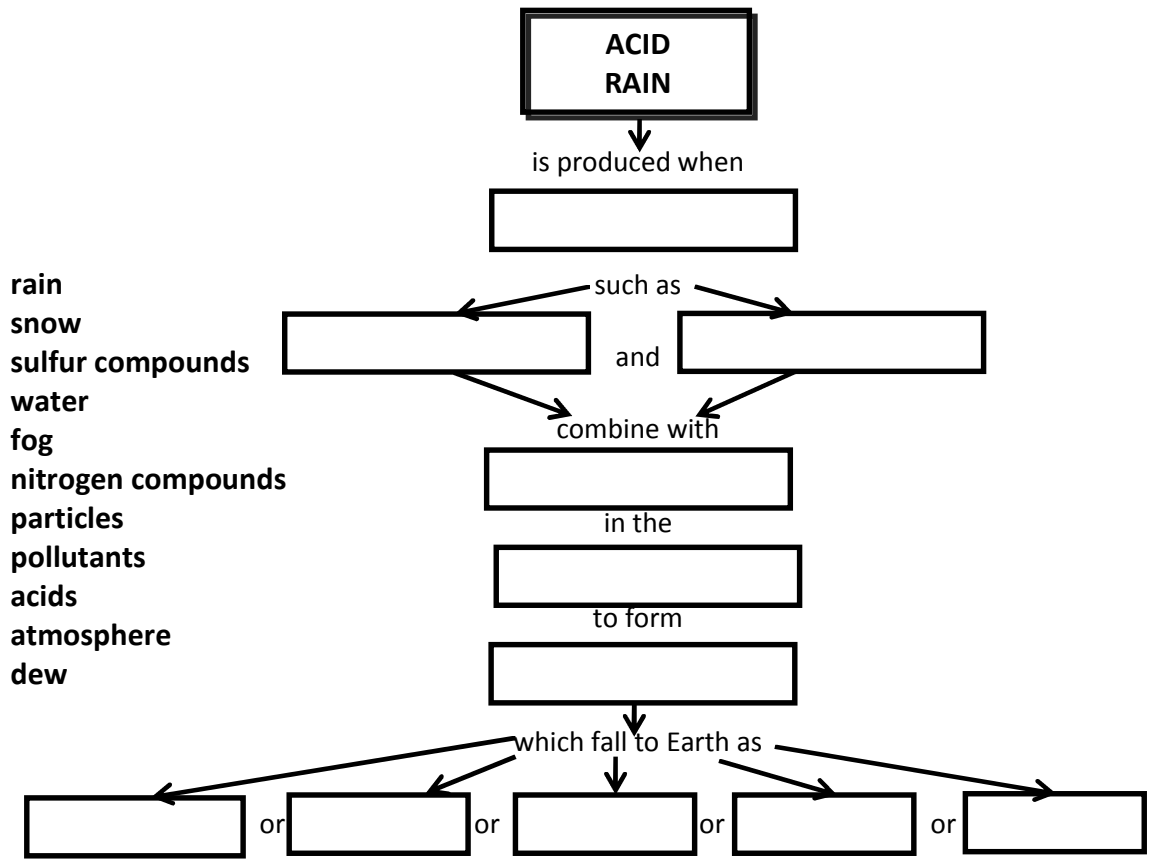 ACID
RAIN
is produced when
such as
and
combine with
in the
to form
which fall to Earth as
or
or
or
or
rain
snow
sulfur compounds
water
fog
nitrogen compounds
particles
pollutants
acids
atmosphere
dew